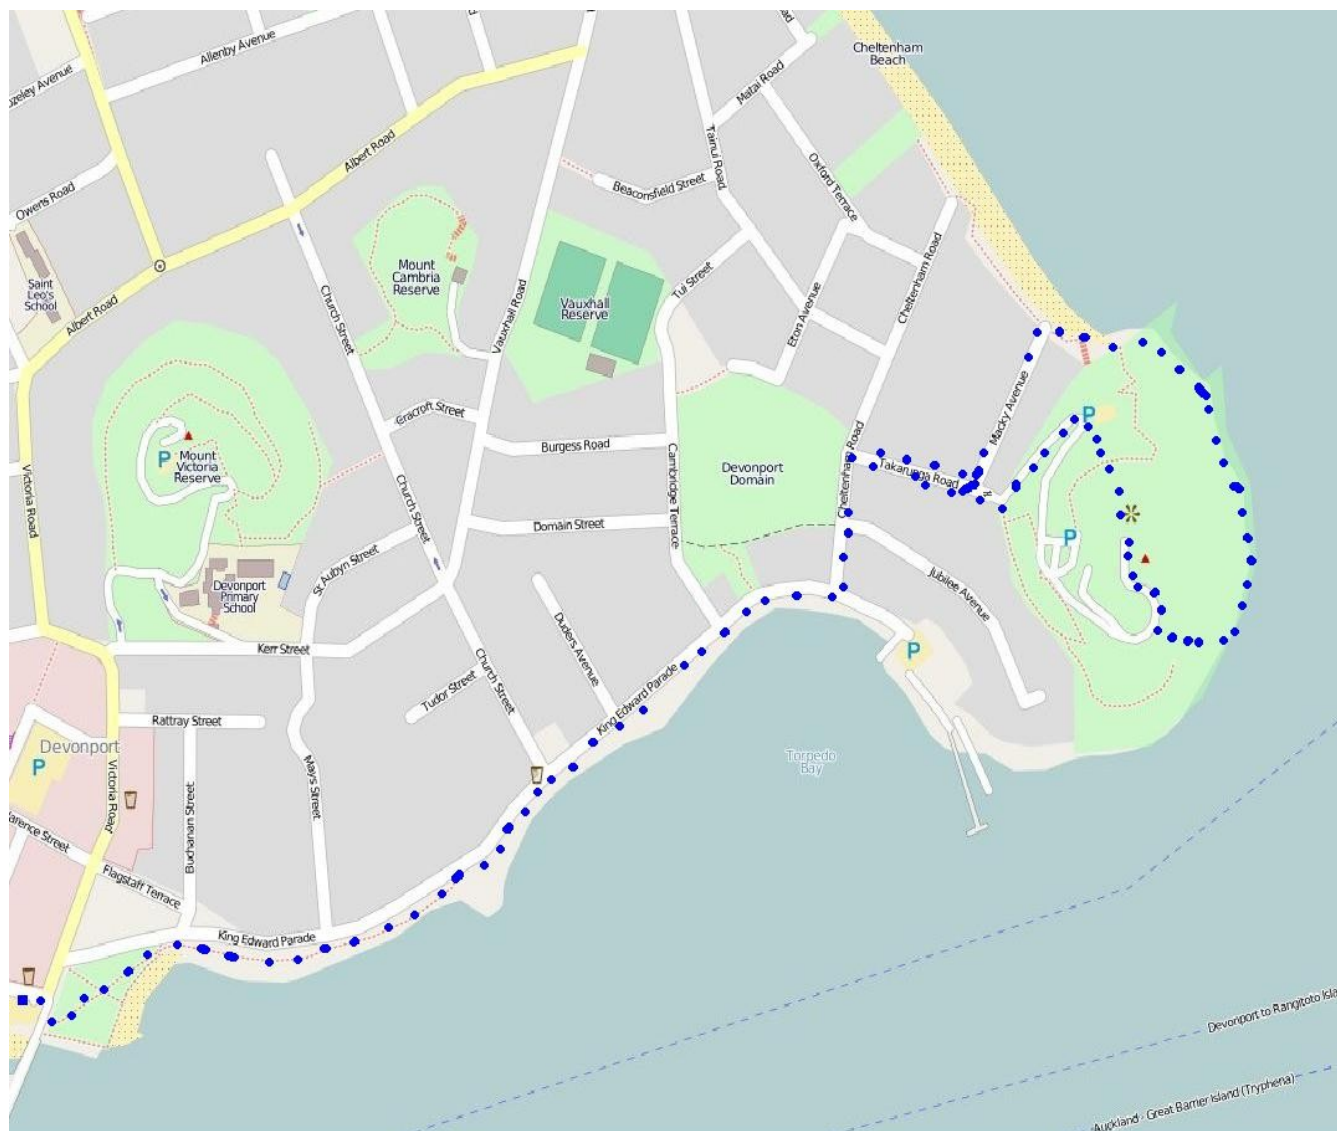 Allenby Avenue
Cheltenham
Beach
Matai Road
Albert Road
Tainui Road
Oxford Terrace
Beaconsfield Street
Owens Road
Saint
Leo's
School
Mount
Cambria
Reserve
Vauxhall
Reserve
Tui Street
Cheltenham Road
Albert Road
Church Street
Vauxhall Road
Eton Avenue
Macky Avenue
P
Cracroft Street
Burgess Road
P
Mount
Victoria
Reserve
Devonport
Domain
Cheltenham Road
Takarunga Road
Victoria Road
Church Street
Cambridge Terrace
Domain Street
P
St Aubyn Street
Devonport
Primary
School
Jubilee Avenue
Duders Avenue
Kerr Street
P
Tudor Street
Church Street
King Edward Parade
Rattray Street
Devonport
P
Torpedo
Bay
Victoria Road
Mays Street
Buchanan Street
arence Street
Flagstaff Terrace
King Edward Parade
Devonport to Rangitoto Isla
Auckland - Great Barrier Island (Tryphena)